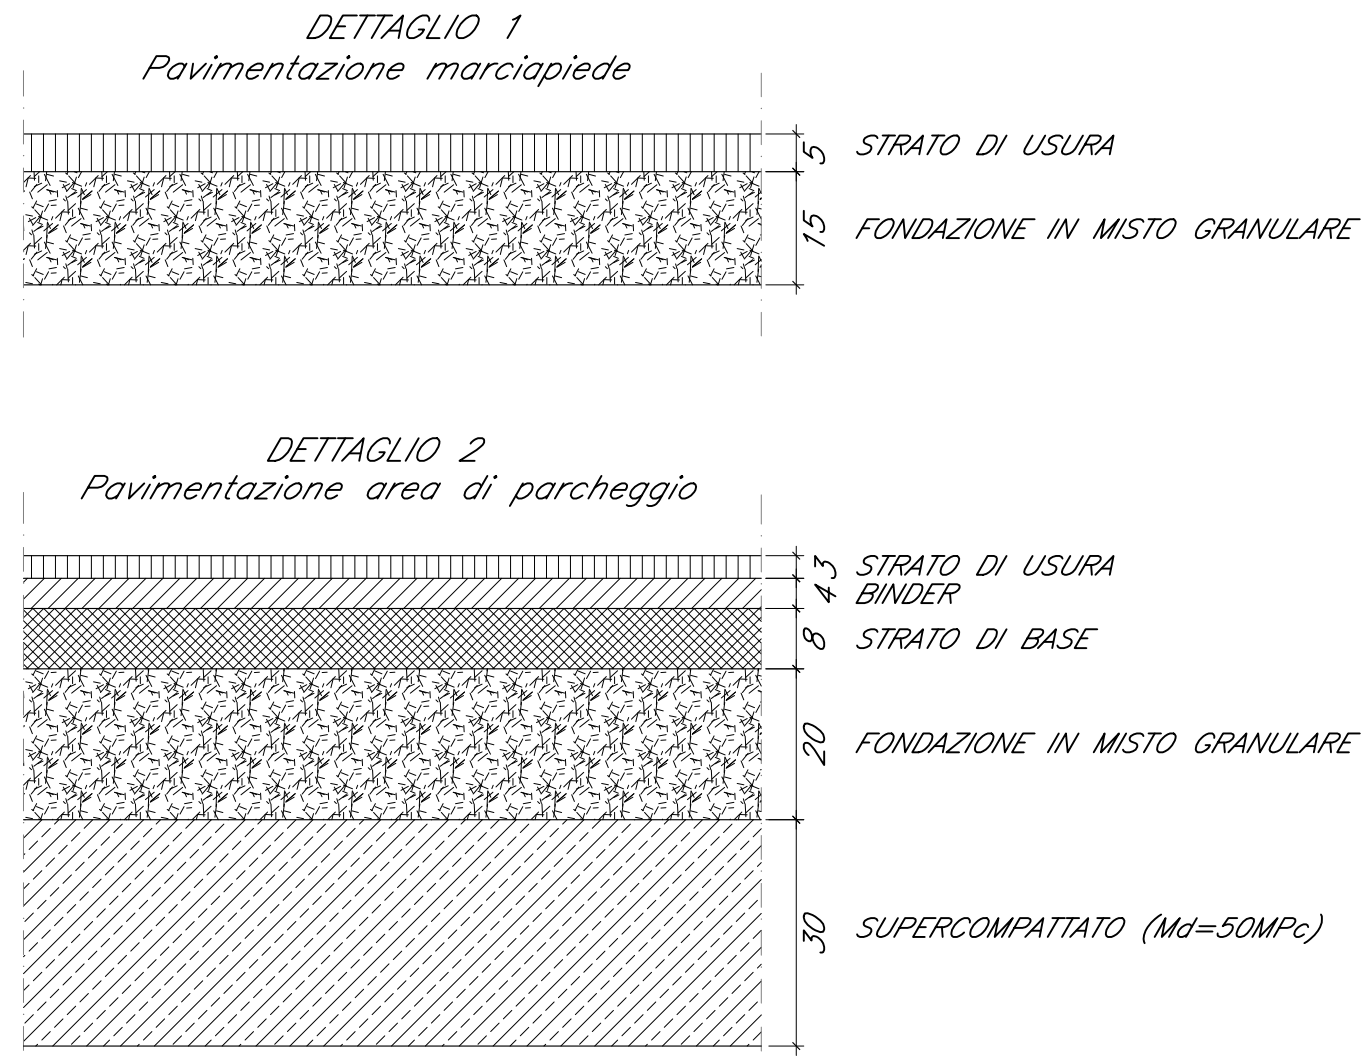 DETTAGLIO 1
Pavimentazione marciapiede
5 STRATO DI USURA
15 FONDAZIONE IN MISTO GRANULARE
DETTAGLIO 2
Pavimentazione area di parcheggio
3 STRATO DI USURA
4 BINDER
8 STRATO DI BASE
20 FONDAZIONE IN MISTO GRANULARE
30 SUPERCOMPATTATO (Md=50MPc)